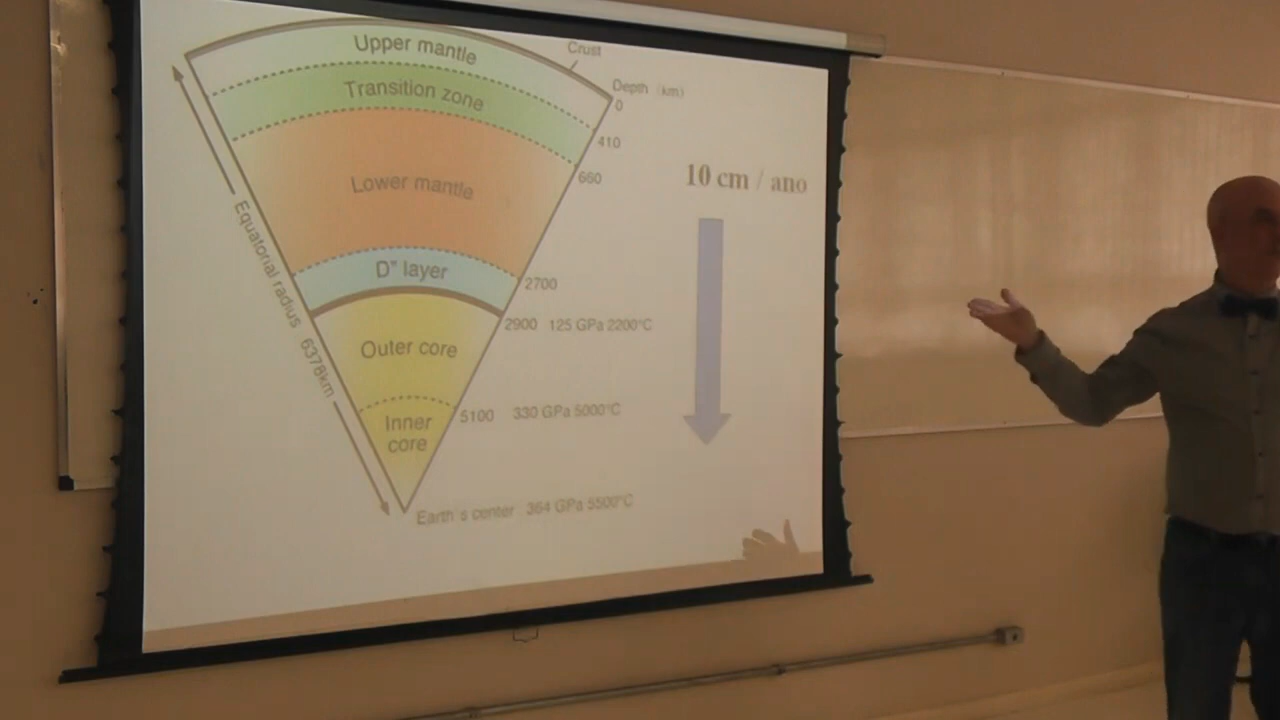 Upper mantle
Crust
Depth (km)
0
Transition zone
410
660
Lower mantle
10 cm / ano
Equatorial radius 6378km
D" layer
2700
2900 125 GPa 2200°C
Outer core
5100 330 GPa 5000°C
Inner
core
Earth s center 364 GPa 5500°C